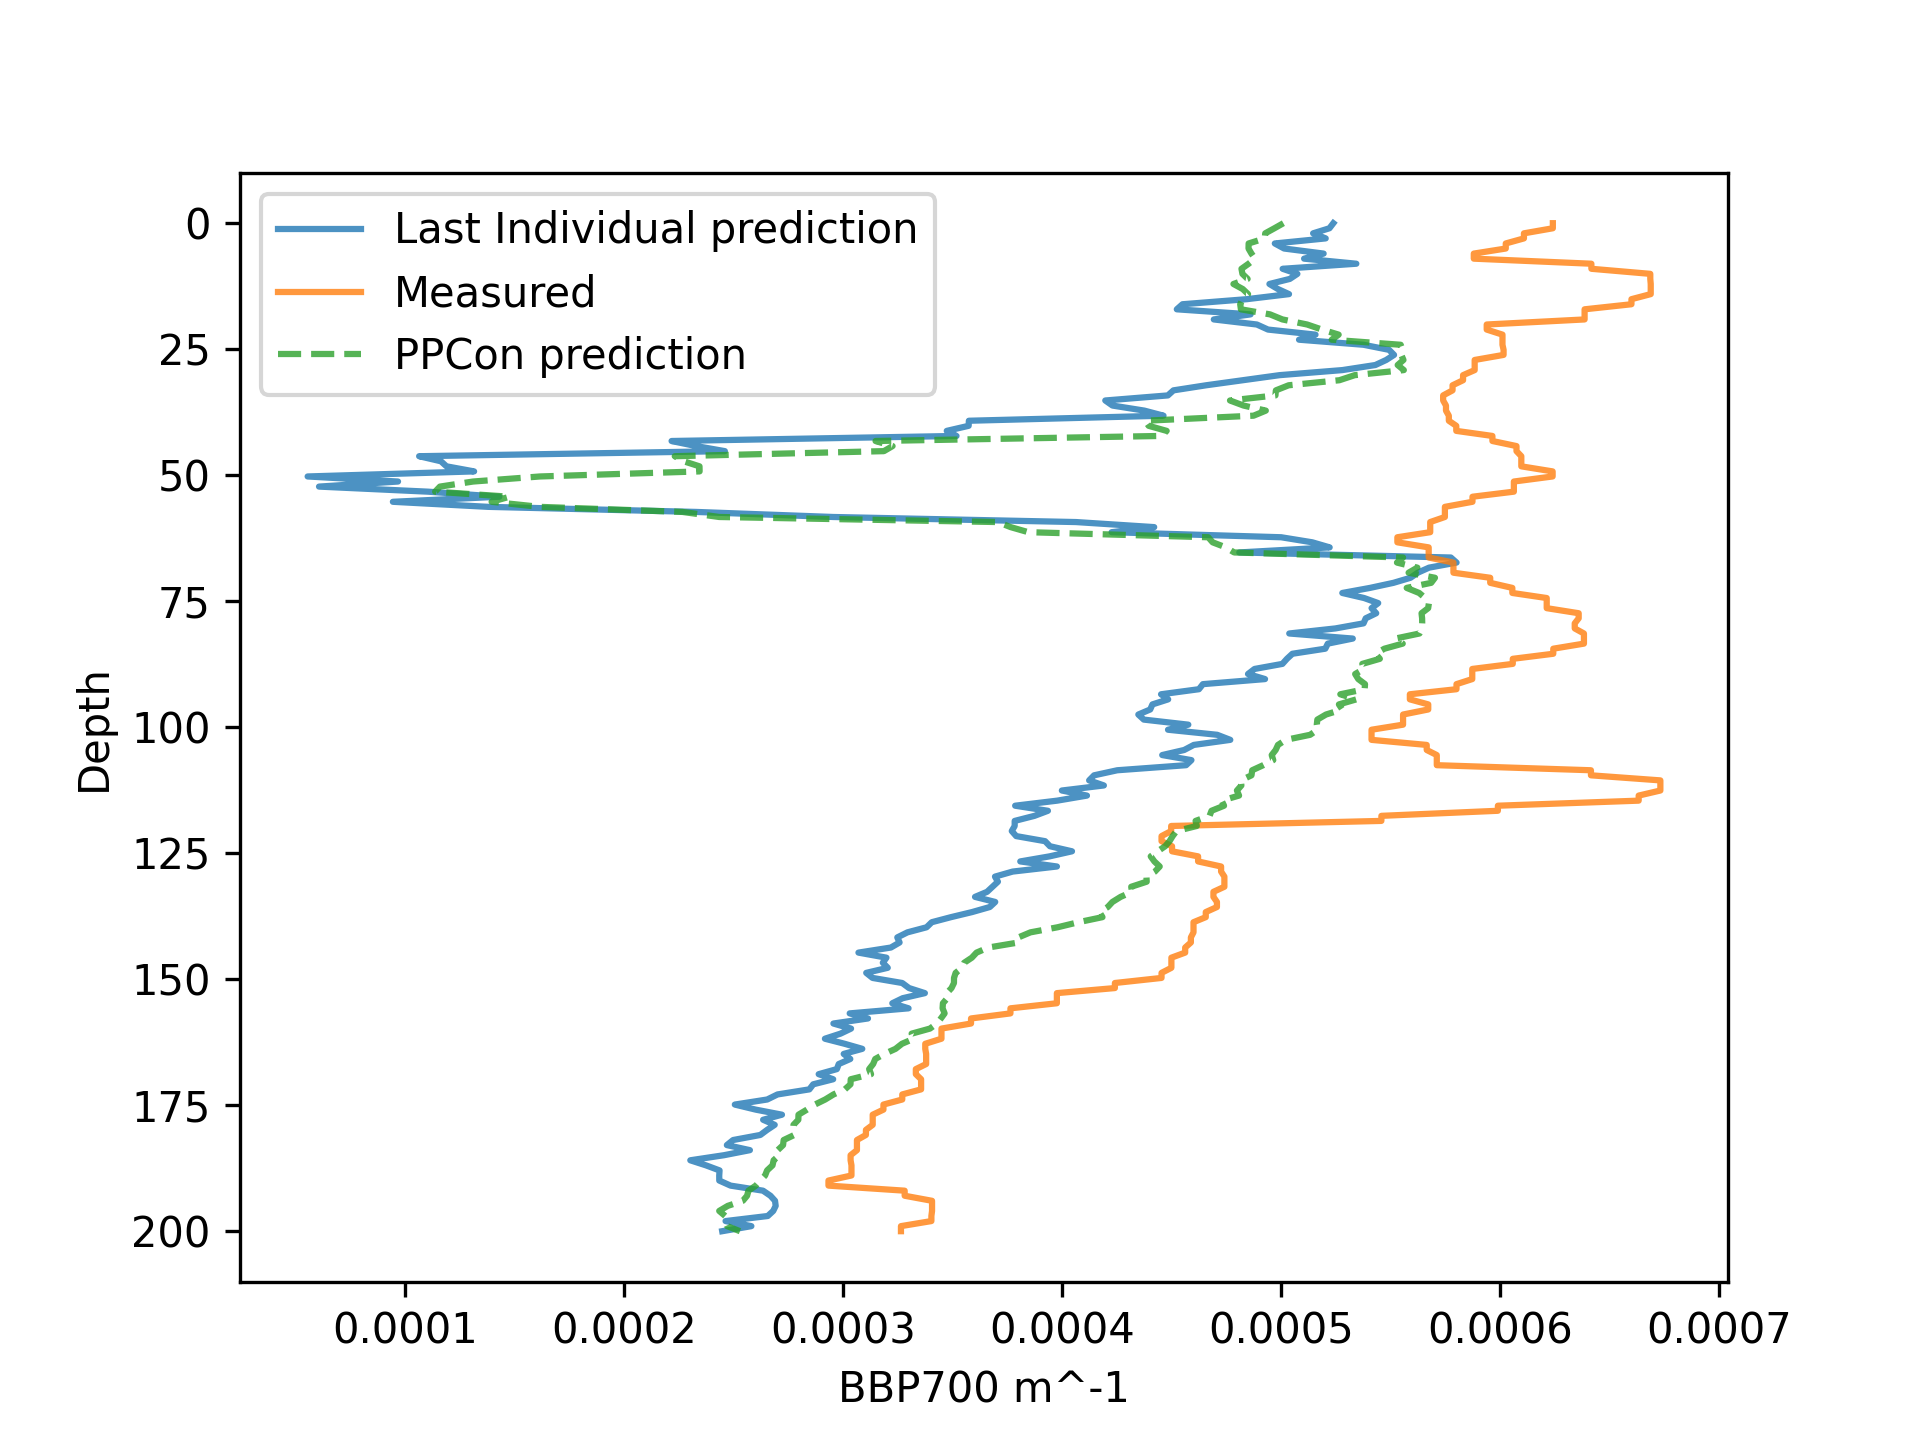 Last Individual prediction
Measured
PPCon prediction
0
25
50
75
100
125
150
175
200
Depth
0.0001 0.0002 0.0003 0.0004 0.0005 0.0006 0.0007
BBP700 m^-1